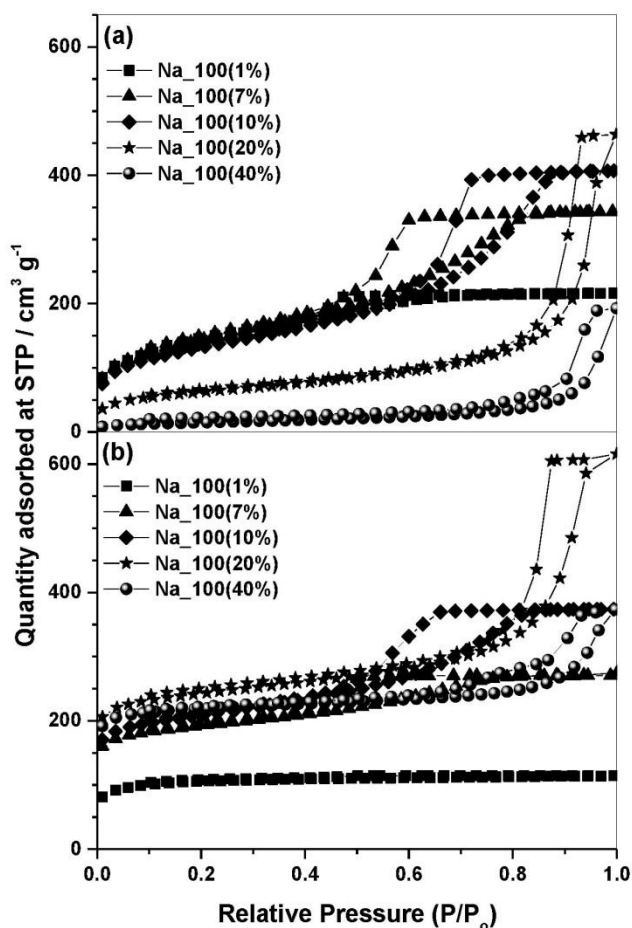 (a)
Na_100(1%)
Na_100(7%)
Na_100(10%)
Na_100(20%)
Na_100(40%)
600
400
200
0
(b)
Na_100(1%)
Na_100(7%)
Na_100(10%)
Na_100(20%)
Na_100(40%)
600
400
200
0
0.0 0.2 0.4 0.6 0.8 1.0
Quantity adsorbed at STP / cm³ g⁻¹
Relative Pressure (P/Pₒ)